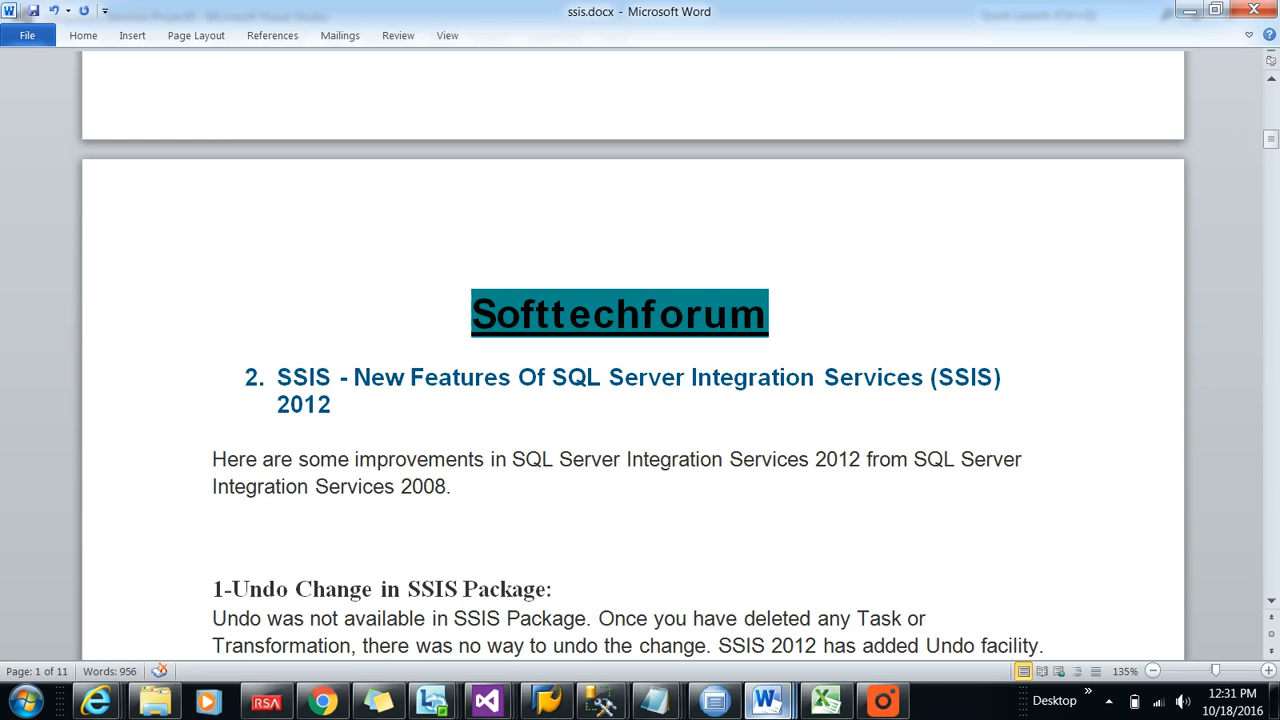 ssis.docx - Microsoft Word
File Home Insert Page Layout References Mailings Review View
Softtechforum
2. SSIS - New Features Of SQL Server Integration Services (SSIS)
2012
Here are some improvements in SQL Server Integration Services 2012 from SQL Server
Integration Services 2008.
1-Undo Change in SSIS Package:
Undo was not available in SSIS Package. Once you have deleted any Task or
Transformation, there was no way to undo the change. SSIS 2012 has added Undo facility.
Page: 1 of 11 Words: 956 135%
RSA Desktop 12:31 PM
10/18/2016